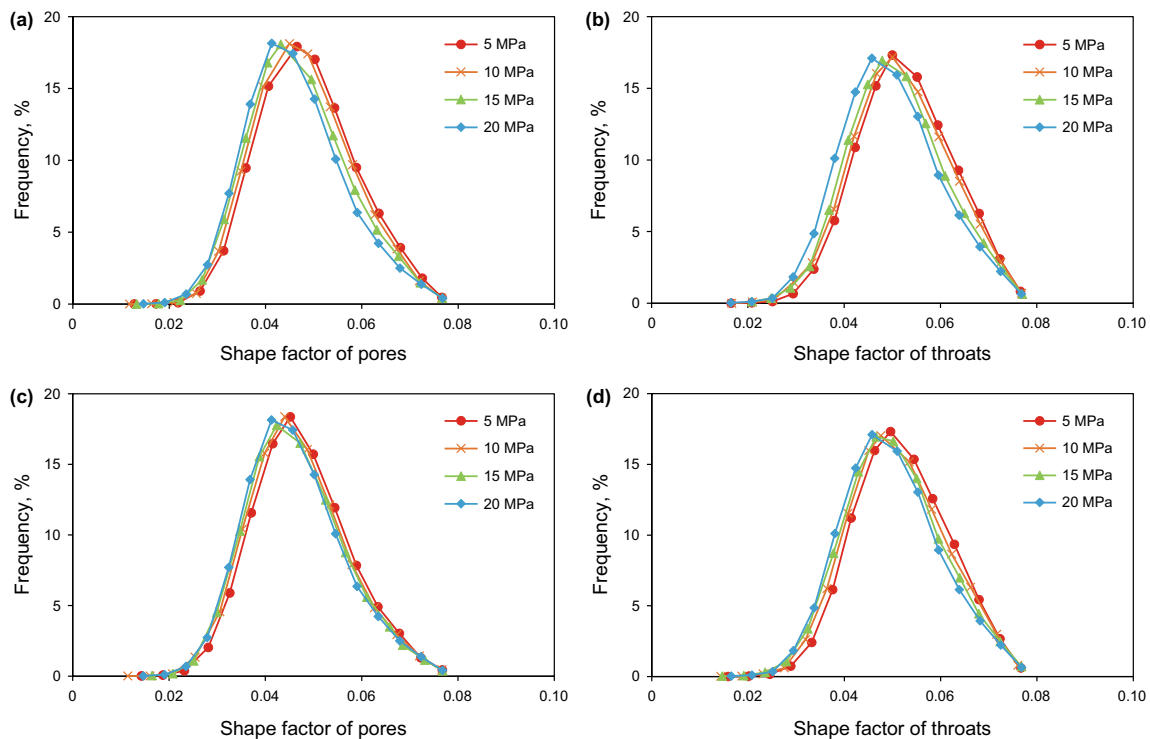 (a)
20
15
10
5
0
Frequency, %
0
0.02
0.04
0.06
0.08
0.10
Shape factor of pores
5 MPa
10 MPa
15 MPa
20 MPa
(b)
20
15
10
5
0
Frequency, %
0
0.02
0.04
0.06
0.08
0.10
Shape factor of throats
5 MPa
10 MPa
15 MPa
20 MPa
(c)
20
15
10
5
0
Frequency, %
0
0.02
0.04
0.06
0.08
0.10
Shape factor of pores
5 MPa
10 MPa
15 MPa
20 MPa
(d)
20
15
10
5
0
Frequency, %
0
0.02
0.04
0.06
0.08
0.10
Shape factor of throats
5 MPa
10 MPa
15 MPa
20 MPa